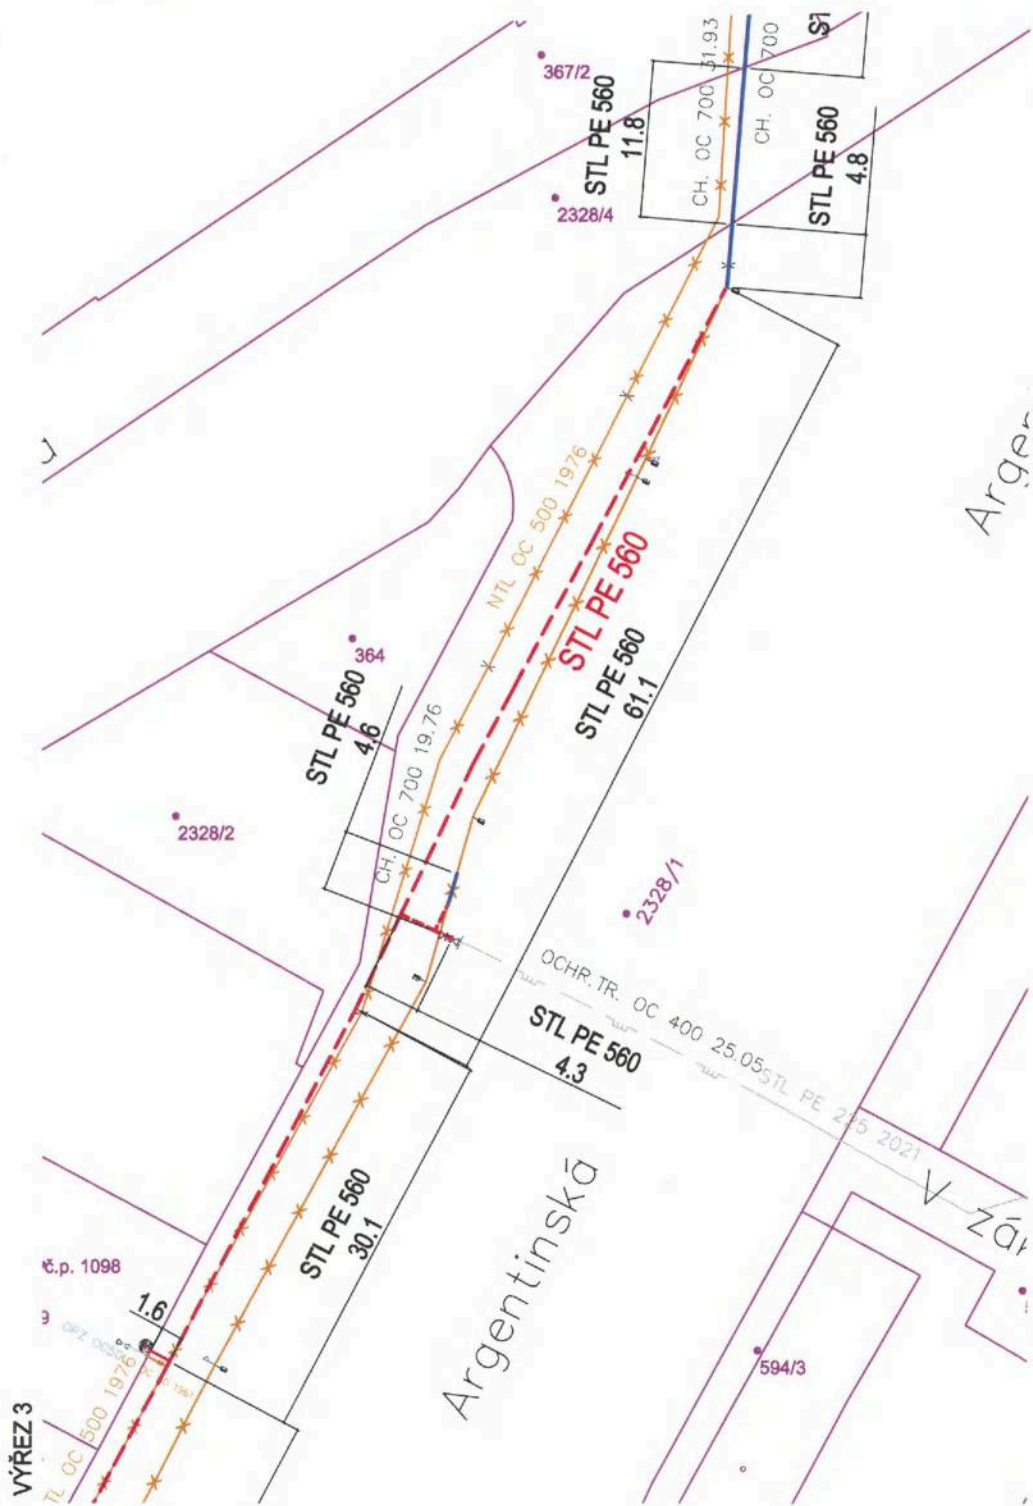 367/2
STL PE 560
11.8
CH. OC 700 31.93
CH. OC 700
STL PE 560
4.8
2328/4
NTL OC 500 1976
364
STL PE 560
4.6
STL PE 560
STL PE 560
61.1
CH. OC 700 19.76
2328/2
2328/1
OCHR. TR. OC 400 25.05
STL PE 225 2021
STL PE 560
4.3
STL PE 560
30.1
Argentinská
č.p. 1098
1.6
TL OC 500 1976
594/3
VÝŘEZ 3